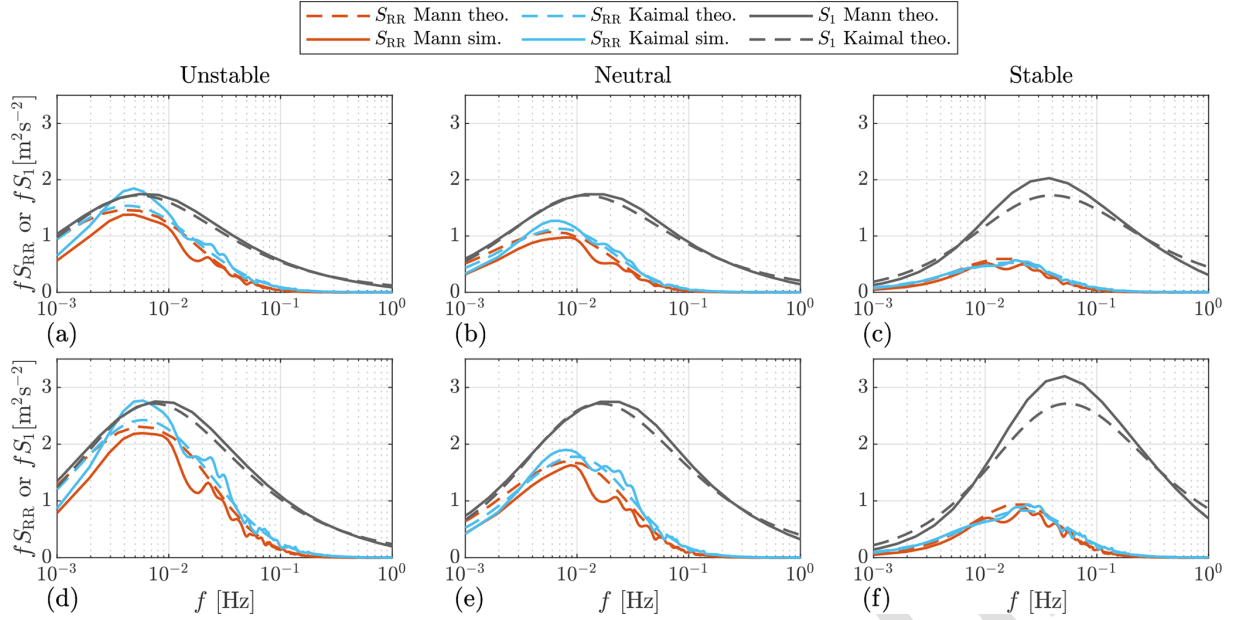 S_RR Mann theo. S_RR Kaimal theo. S_1 Mann theo.
S_RR Mann sim. S_RR Kaimal sim. S_1 Kaimal theo.
Unstable Neutral Stable
fS_RR or fS_1[m²s⁻²]
3
2
1
0
10⁻³ 10⁻² 10⁻¹ 10⁰
(a)
3
2
1
0
10⁻³ 10⁻² 10⁻¹ 10⁰
(b)
3
2
1
0
10⁻³ 10⁻² 10⁻¹ 10⁰
(c)
fS_RR or fS_1[m²s⁻²]
3
2
1
0
10⁻³ 10⁻² 10⁻¹ 10⁰
(d) f [Hz]
3
2
1
0
10⁻³ 10⁻² 10⁻¹ 10⁰
(e) f [Hz]
3
2
1
0
10⁻³ 10⁻² 10⁻¹ 10⁰
(f) f [Hz]